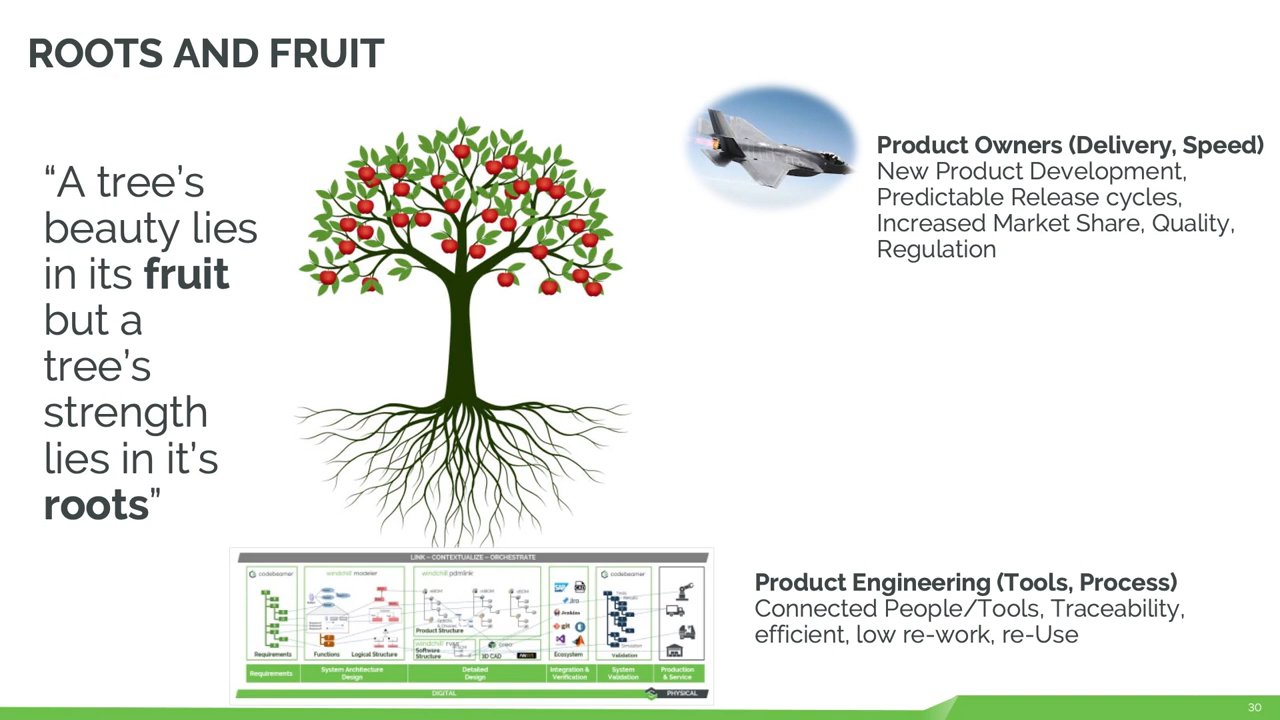 ROOTS AND FRUIT
“A tree’s
beauty lies
in its fruit
but a
tree’s
strength
lies in it’s
roots”
Product Owners (Delivery, Speed)
New Product Development,
Predictable Release cycles,
Increased Market Share, Quality,
Regulation
LINK – CONTEXTUALIZE – ORCHESTRATE
codebeamer
windchill modeler
windchill pdmlink
codebeamer
SAP
Jira
Jenkins
git
Product Structure
Software
Structure
creo
3D CAD
Requirements
Functions
Logical Structure
Ecosystem
Validation
Requirements
System Architecture
Design
Detailed
Design
Integration &
Verification
System
Validation
Production
& Service
DIGITAL
PHYSICAL
Product Engineering (Tools, Process)
Connected People/Tools, Traceability,
efficient, low re-work, re-Use
30